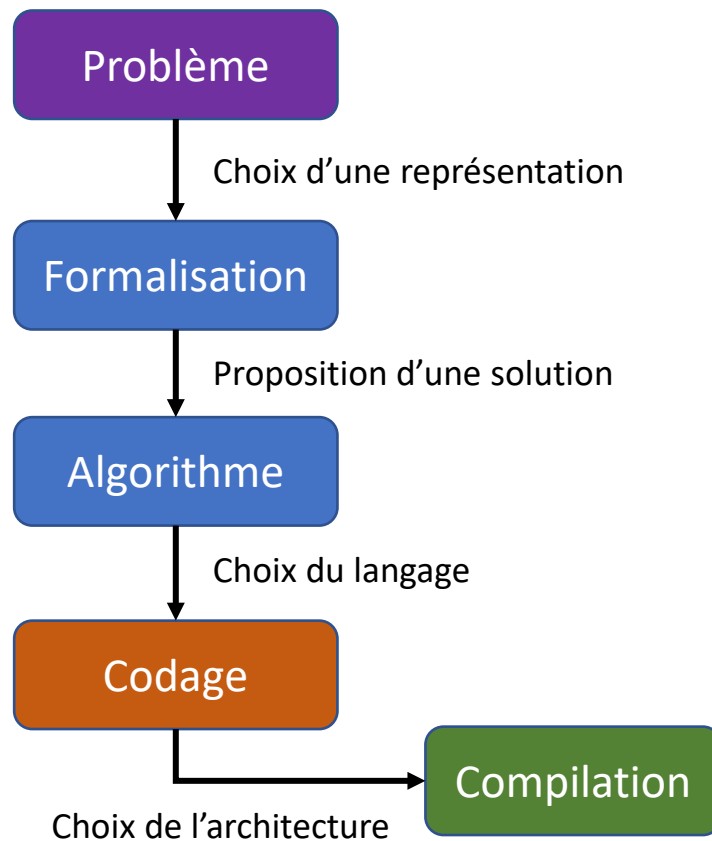 Problème
Choix d’une représentation
Formalisation
Proposition d’une solution
Algorithme
Choix du langage
Codage
Compilation
Choix de l’architecture